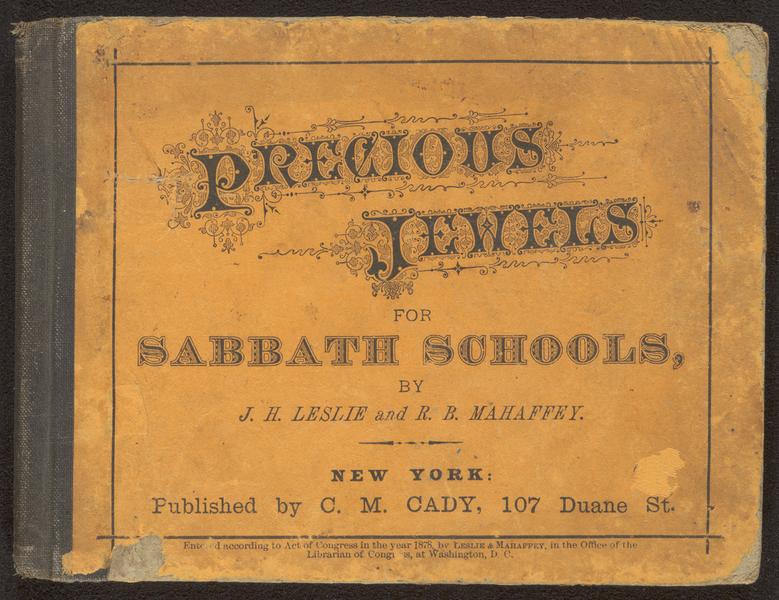 PRECIOUS
JEWELS
FOR
SABBATH SCHOOLS,
BY
J. H. LESLIE and R. B. MAHAFFEY.
NEW YORK:
Published by C. M. CADY, 107 Duane St.
according to Act of Congress in the year 1878, by LESLIE & MAHAFFEY, in the Office of the
Librarian of at Washington, D. C.